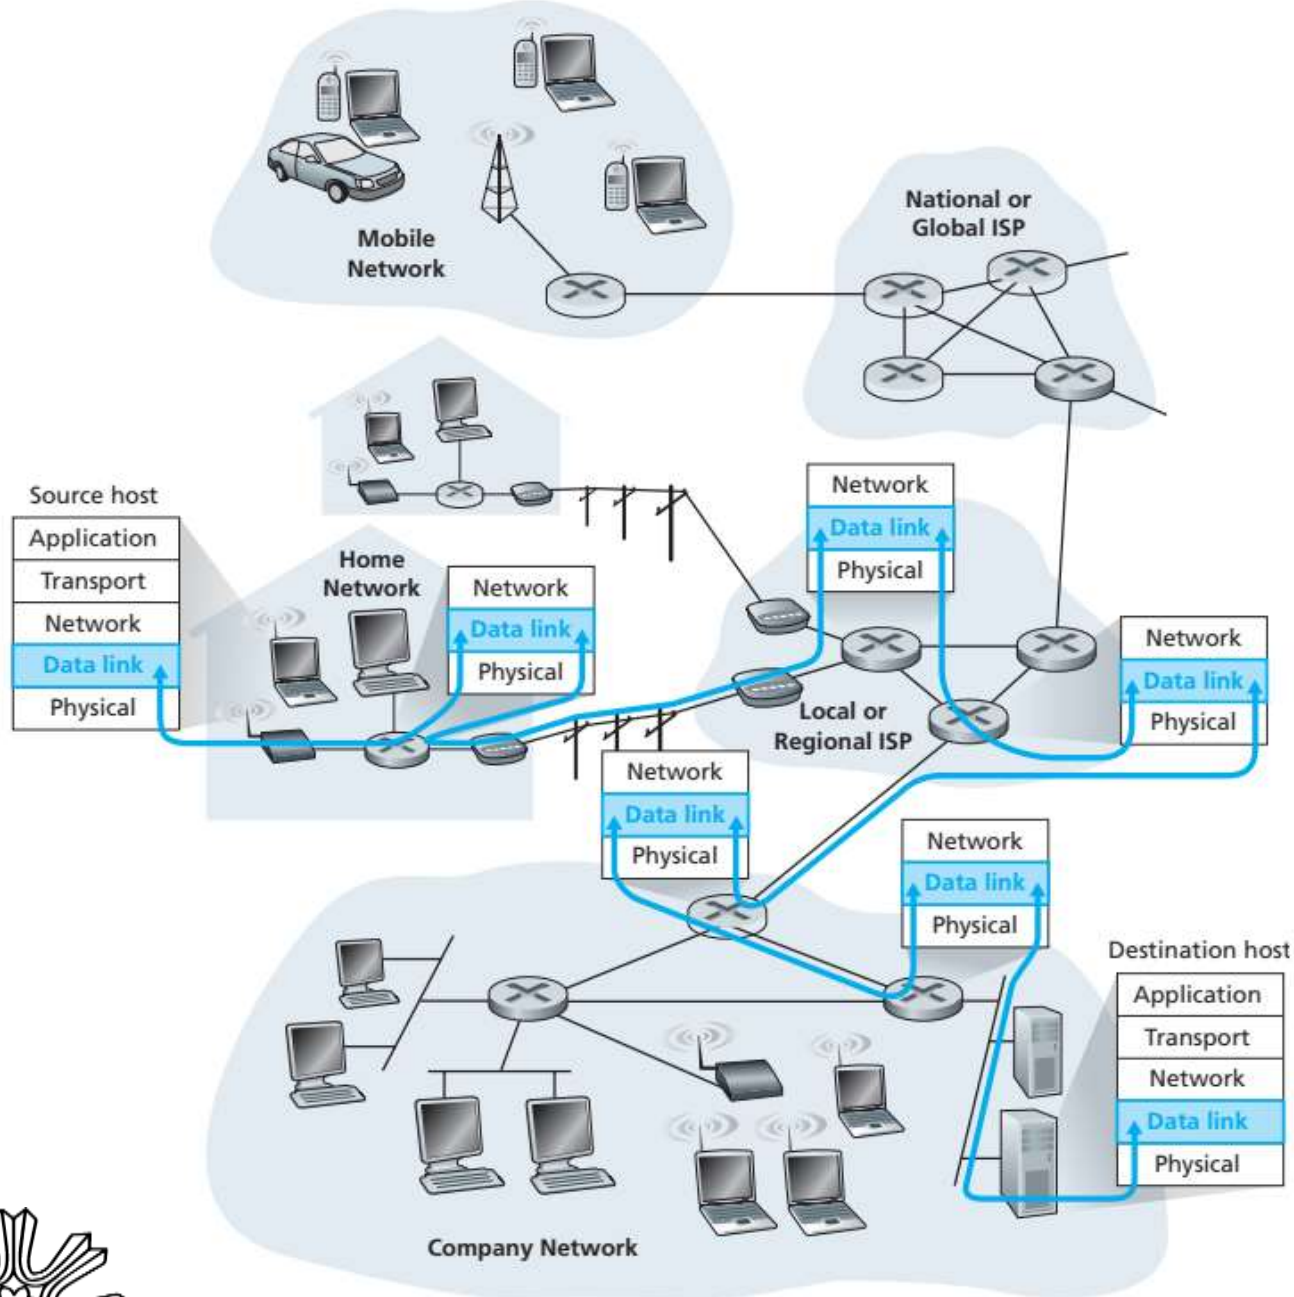 Mobile
Network
National or
Global ISP
Source host
Application
Transport
Network
Data link
Physical
Home
Network
Network
Data link
Physical
Network
Data link
Physical
Network
Data link
Physical
Local or
Regional ISP
Network
Data link
Physical
Network
Data link
Physical
Destination host
Application
Transport
Network
Data link
Physical
Company Network